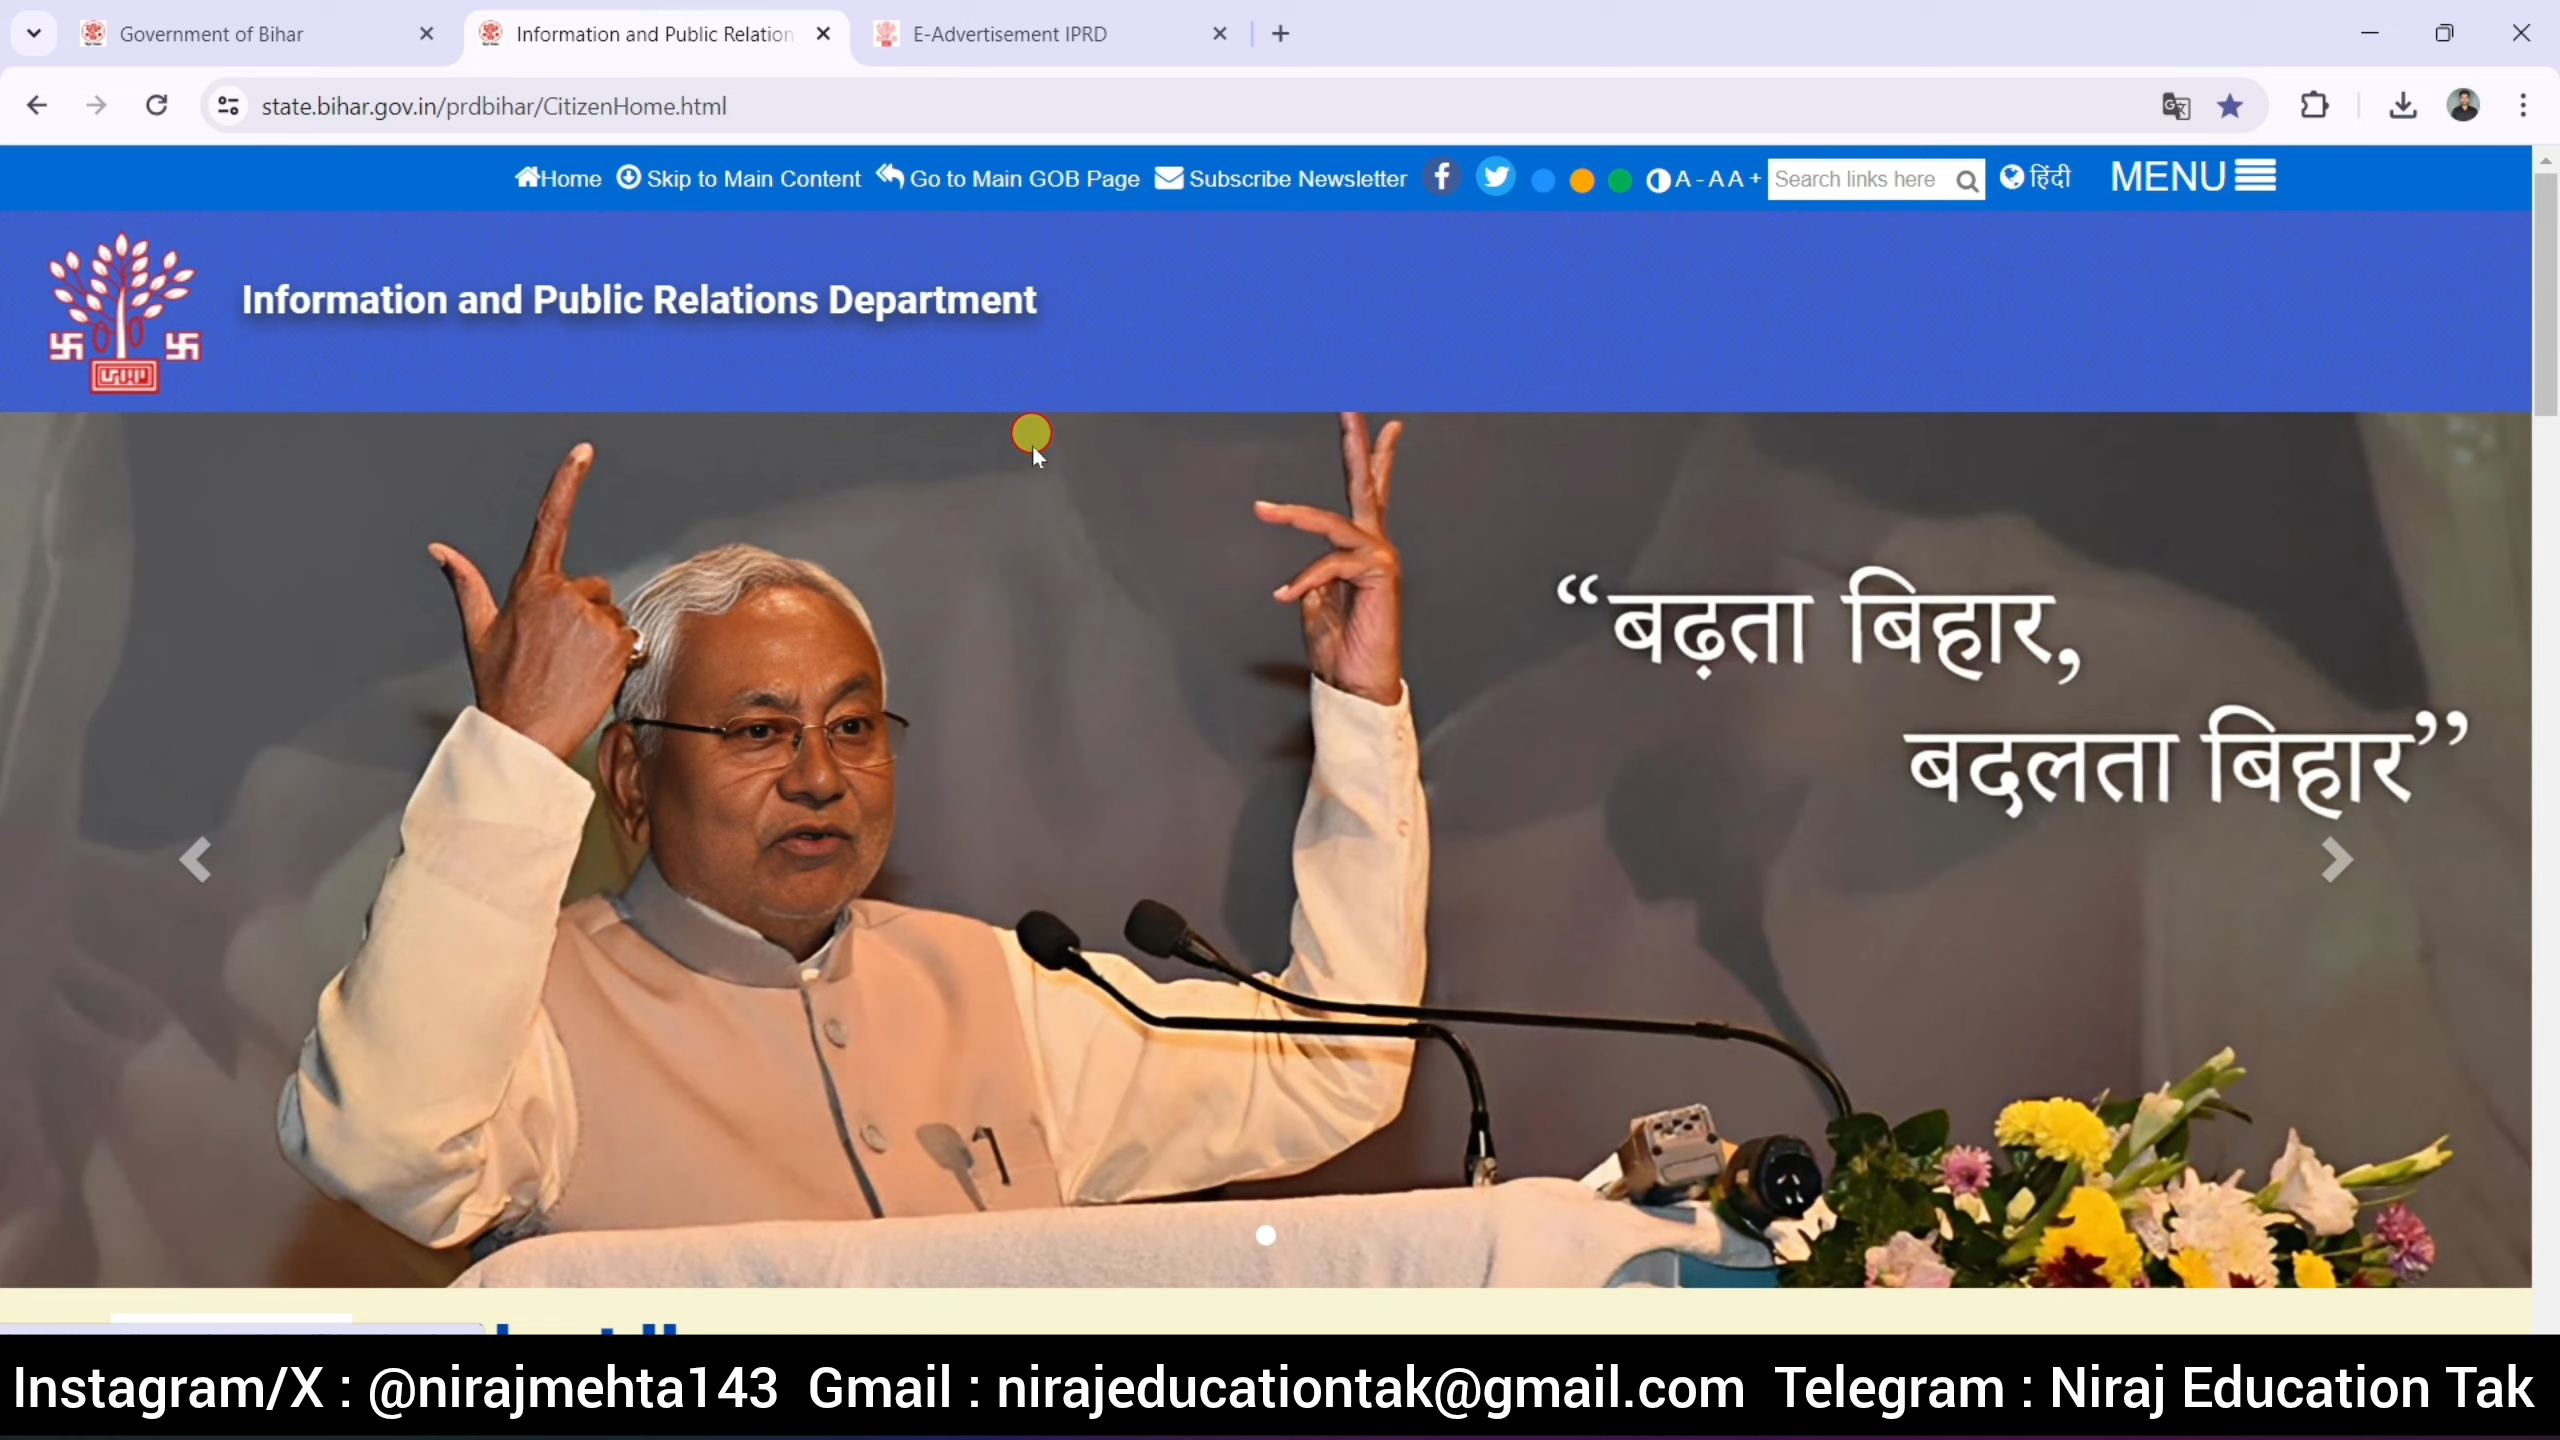 Government of Bihar
Information and Public Relation
E-Advertisement IPRD
state.bihar.gov.in/prdbihar/CitizenHome.html
Home Skip to Main Content Go to Main GOB Page Subscribe Newsletter A - A A + Search links here हिंदी MENU
Information and Public Relations Department
“बढ़ता बिहार,
बदलता बिहार”
Instagram/X : @nirajmehta143 Gmail : nirajeducationtak@gmail.com Telegram : Niraj Education Tak